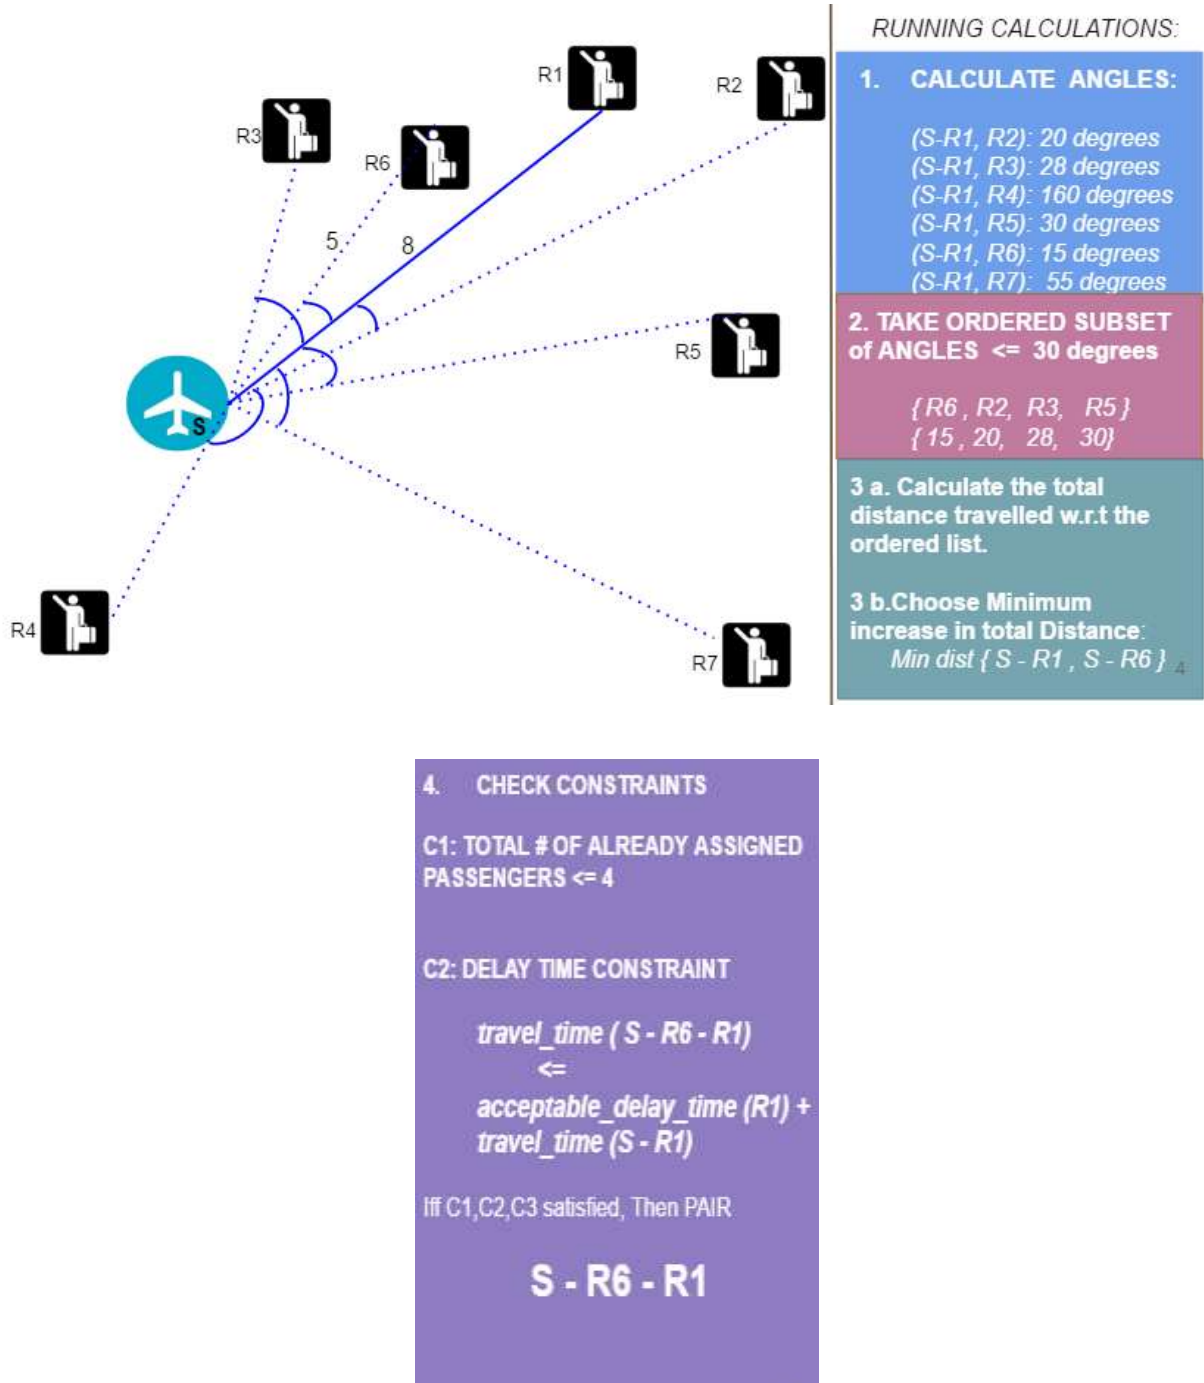 RUNNING CALCULATIONS:
R1
R2
R3
R6
5
8
S
R5
R4
R7
1. CALCULATE ANGLES:
(S-R1, R2): 20 degrees
(S-R1, R3): 28 degrees
(S-R1, R4): 160 degrees
(S-R1, R5): 30 degrees
(S-R1, R6): 15 degrees
(S-R1, R7): 55 degrees
2. TAKE ORDERED SUBSET
of ANGLES <= 30 degrees
{ R6 , R2, R3, R5 }
{ 15 , 20, 28, 30}
3 a. Calculate the total
distance travelled w.r.t the
ordered list.
3 b.Choose Minimum
increase in total Distance:
Min dist { S - R1 , S - R6 }
4
4. CHECK CONSTRAINTS
C1: TOTAL # OF ALREADY ASSIGNED
PASSENGERS <= 4
C2: DELAY TIME CONSTRAINT
travel_time ( S - R6 - R1)
<=
acceptable_delay_time (R1) +
travel_time (S - R1)
Iff C1,C2,C3 satisfied, Then PAIR
S - R6 - R1